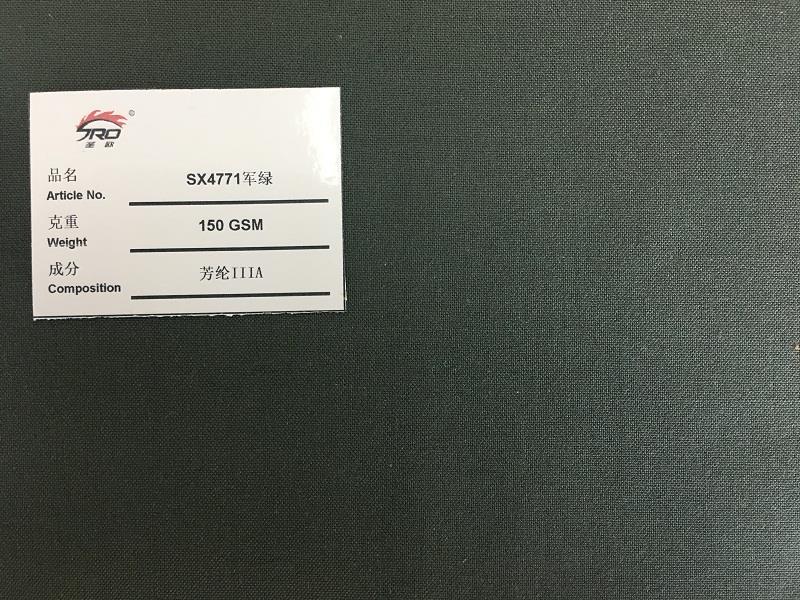 SRO
圣欧
品名
Article No.
SX4771军绿
克重
Weight
150 GSM
成分
Composition
芳纶IIIA